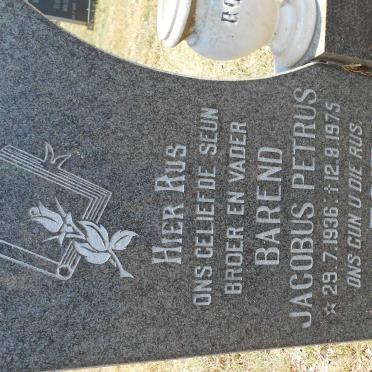 HIER RUS
ONS GELIEFDE SEUN
BROER EN VADER
BAREND
JACOBUS PETRUS
☆ 29.7.1936 † 12.8.1975
ONS GUN U DIE RUS.